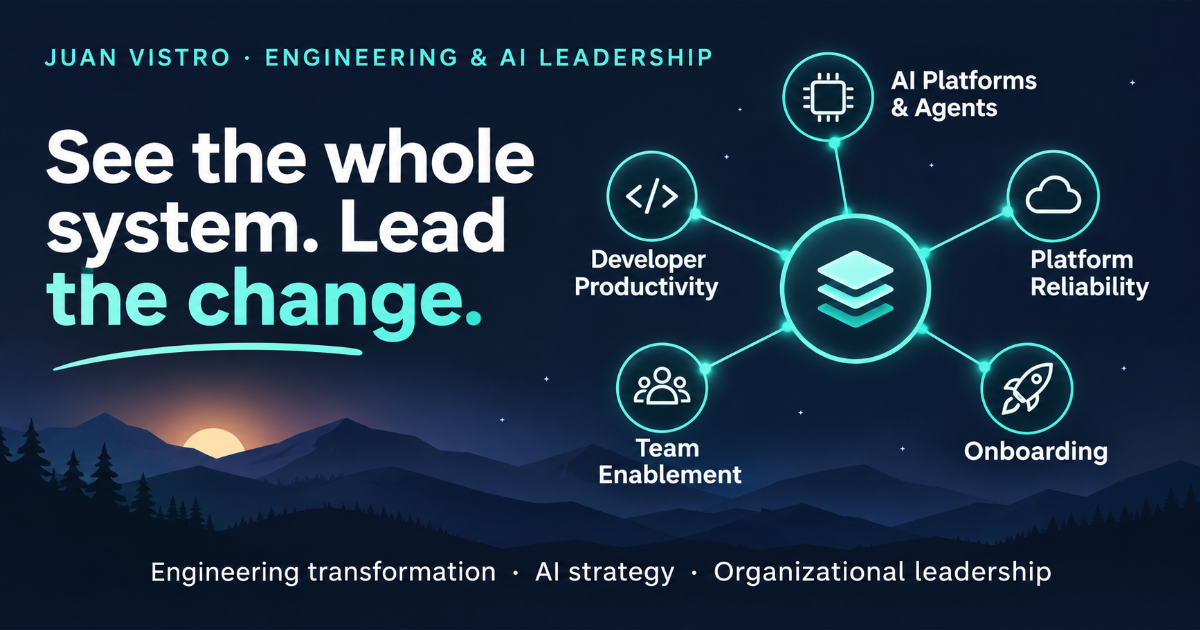 JUAN VISTRO · ENGINEERING & AI LEADERSHIP
See the whole
system. Lead
the change.
AI Platforms
& Agents
Developer
Productivity
Platform
Reliability
Team
Enablement
Onboarding
Engineering transformation · AI strategy · Organizational leadership